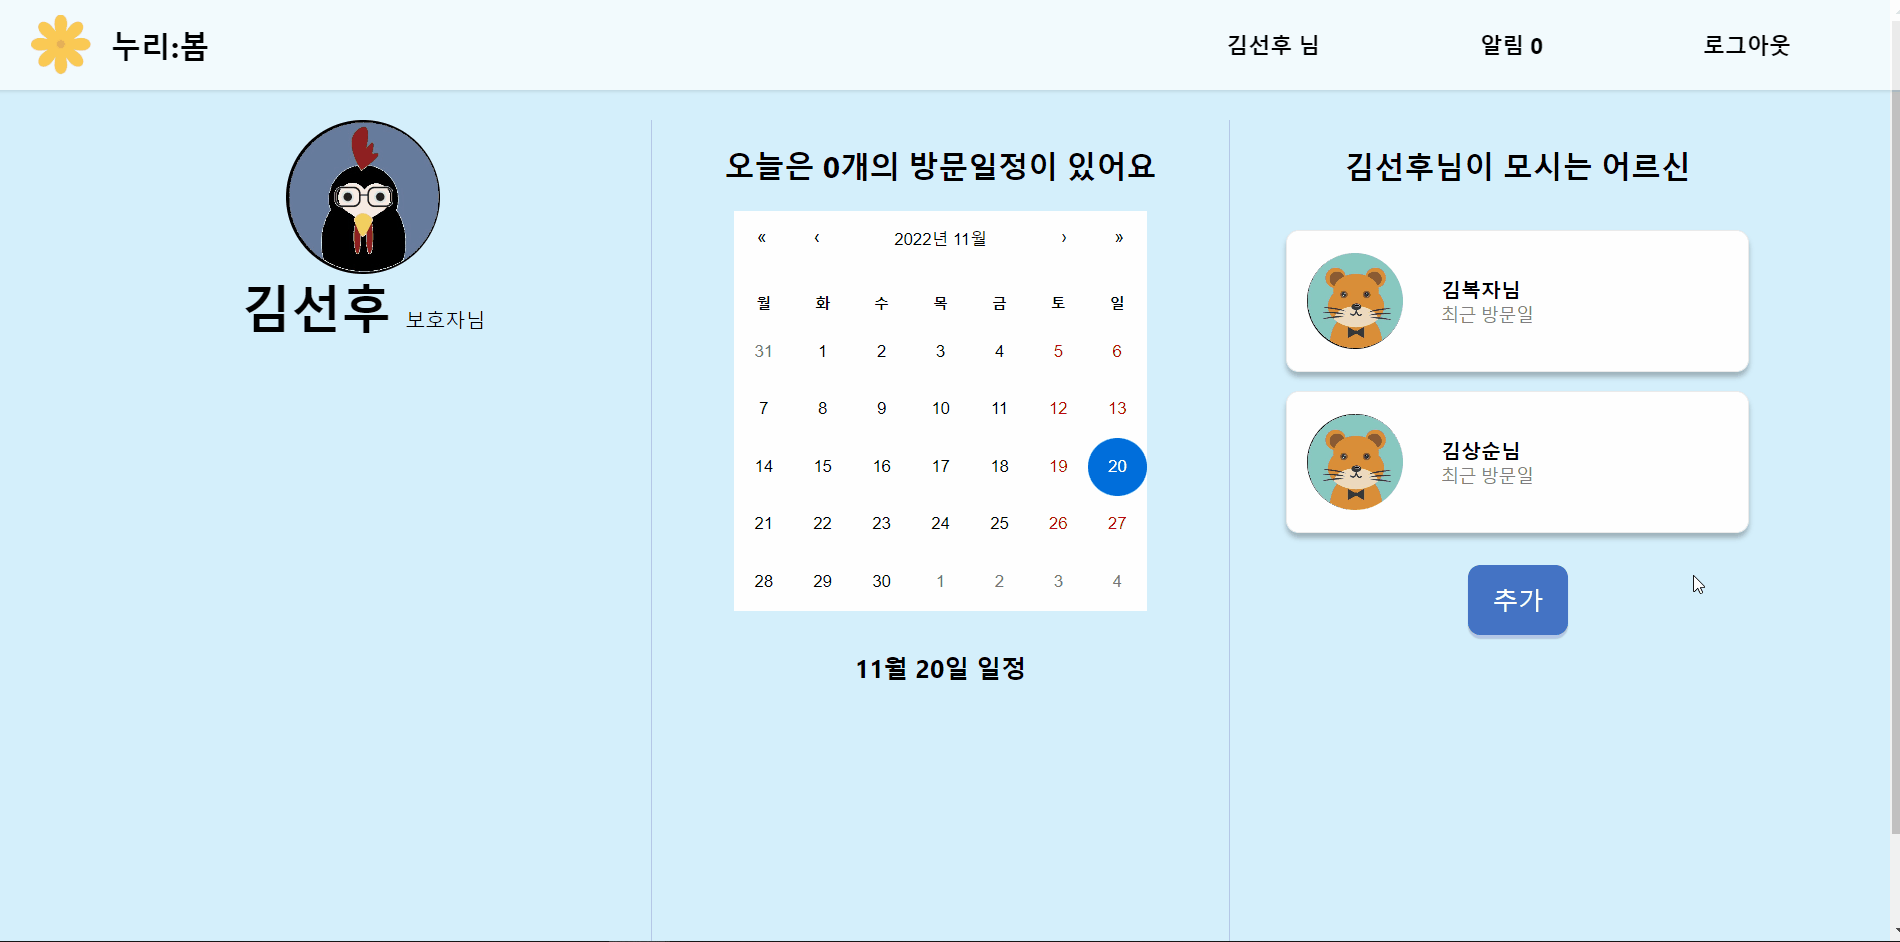 누리:봄
김선후 님
알림 0
로그아웃
김선후 보호자님
오늘은 0개의 방문일정이 있어요
« ‹ 2022년 11월 › »
월 화 수 목 금 토 일
31 1 2 3 4 5 6
7 8 9 10 11 12 13
14 15 16 17 18 19 20
21 22 23 24 25 26 27
28 29 30 1 2 3 4
11월 20일 일정
김선후님이 모시는 어르신
김복자님
최근 방문일
김상순님
최근 방문일
추가